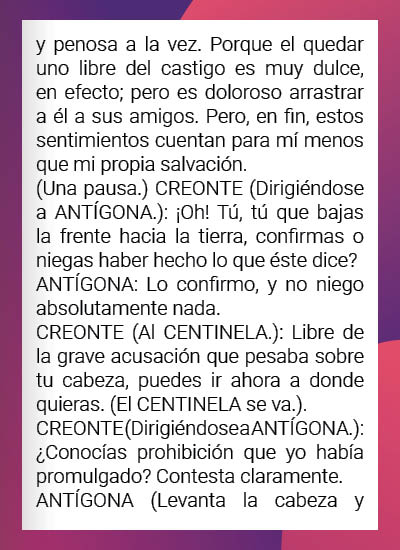 y penosa a la vez. Porque el quedar
uno libre del castigo es muy dulce,
en efecto; pero es doloroso arrastrar
a él a sus amigos. Pero, en fin, estos
sentimientos cuentan para mí menos
que mi propia salvación.
(Una pausa.) CREONTE (Dirigiéndose
a ANTÍGONA.): ¡Oh! Tú, tú que bajas
la frente hacia la tierra, confirmas o
niegas haber hecho lo que éste dice?
ANTÍGONA: Lo confirmo, y no niego
absolutamente nada.
CREONTE (Al CENTINELA.): Libre de
la grave acusación que pesaba sobre
tu cabeza, puedes ir ahora a donde
quieras. (El CENTINELA se va.).
CREONTE(DirigiéndoseaANTÍGONA.):
¿Conocías prohibición que yo había
promulgado? Contesta claramente.
ANTÍGONA (Levanta la cabeza y